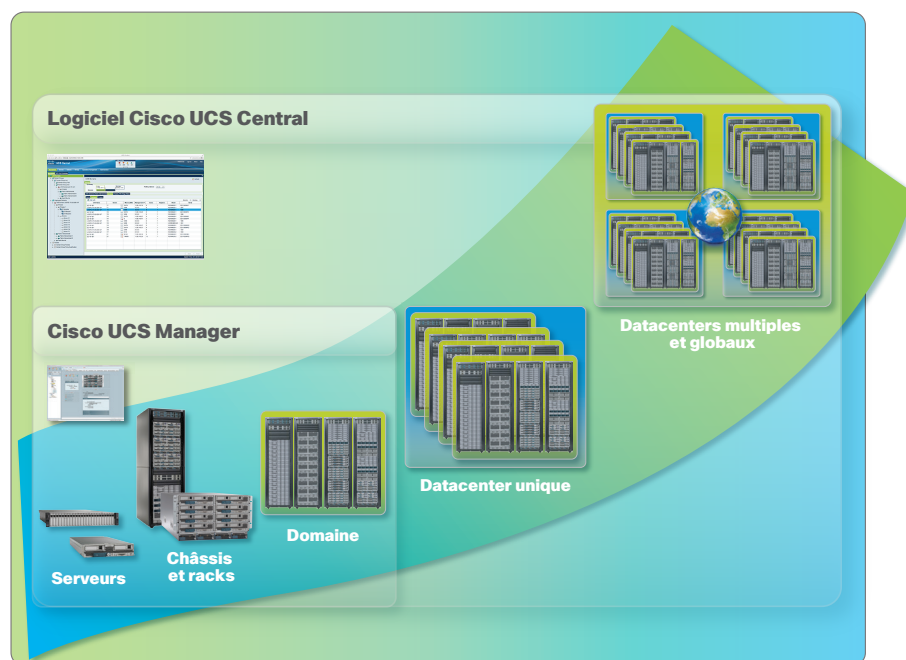 Logiciel Cisco UCS Central
Cisco UCS Manager
Datacenters multiples
et globaux
Datacenter unique
Domaine
Châssis
et racks
Serveurs